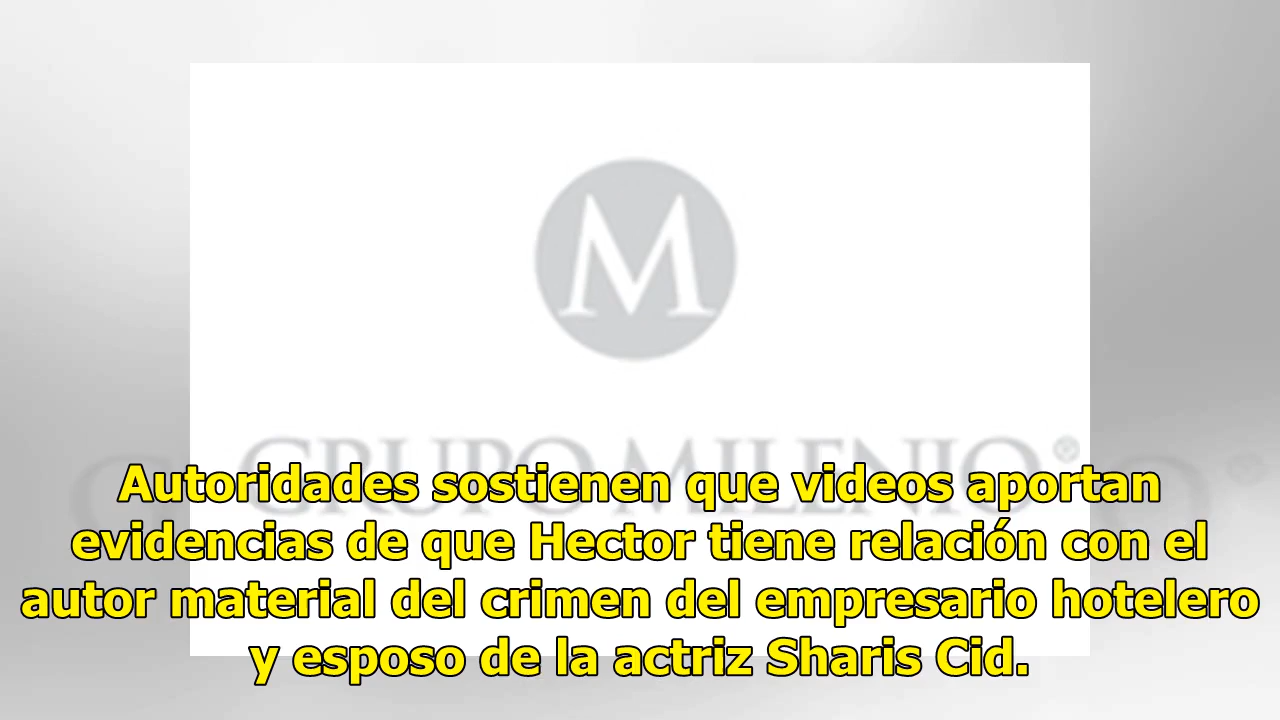 M
GRUPO MILENIO®
Autoridades sostienen que videos aportan
evidencias de que Hector tiene relación con el
autor material del crimen del empresario hotelero
y esposo de la actriz Sharis Cid.